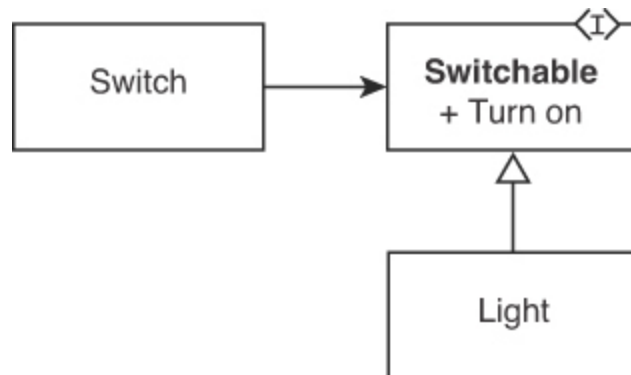 Switch
<I>
Switchable
+ Turn on
Light